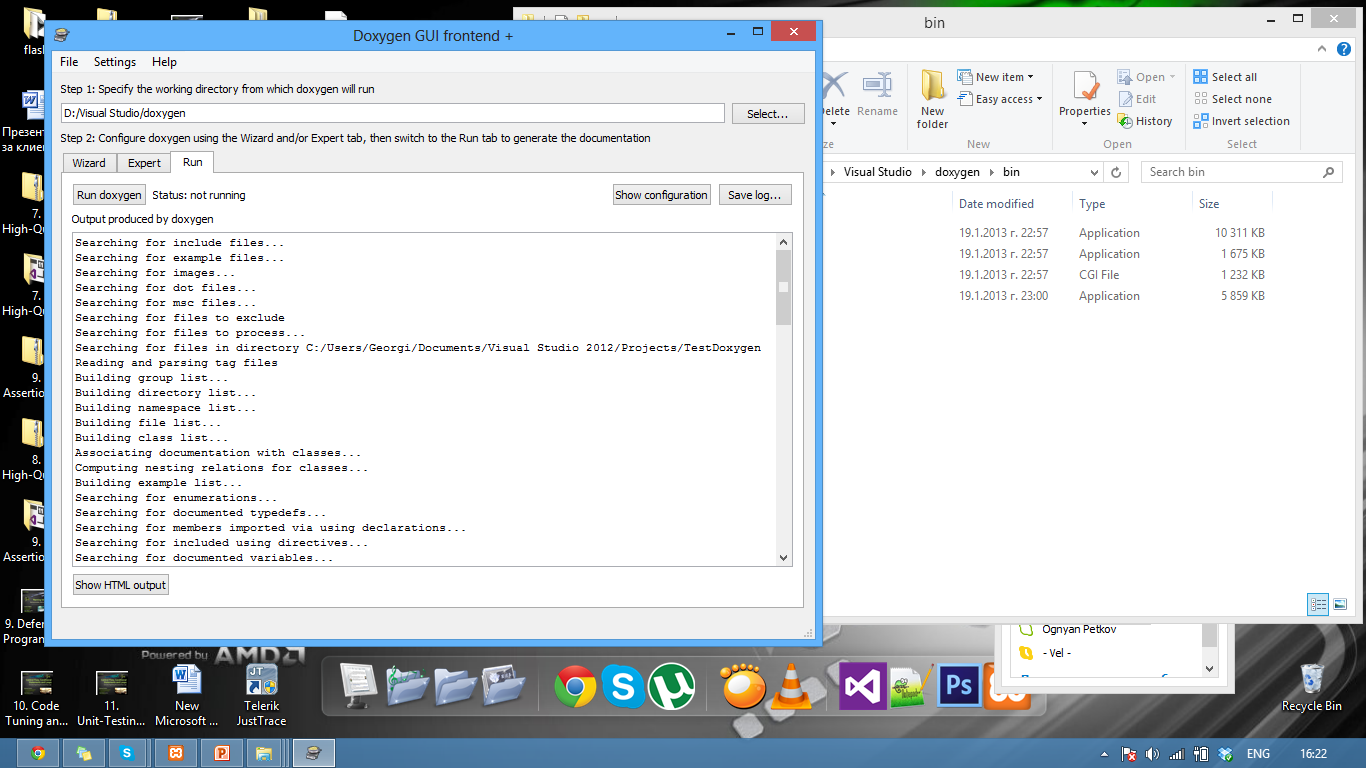 flash
Презент
за клие
7.
High-Qu
7.
High-Qu
9.
Assertio
8.
High-Qu
9.
Assertio
9. Defen
Program
Doxygen GUI frontend +
File Settings Help
Step 1: Specify the working directory from which doxygen will run
D:/Visual Studio/doxygen
Select...
Step 2: Configure doxygen using the Wizard and/or Expert tab, then switch to the Run tab to generate the documentation
Wizard Expert Run
Run doxygen Status: not running Show configuration Save log...
Output produced by doxygen
Searching for include files...
Searching for example files...
Searching for images...
Searching for dot files...
Searching for msc files...
Searching for files to exclude
Searching for files to process...
Searching for files in directory C:/Users/Georgi/Documents/Visual Studio 2012/Projects/TestDoxygen
Reading and parsing tag files
Building group list...
Building directory list...
Building namespace list...
Building file list...
Building class list...
Associating documentation with classes...
Computing nesting relations for classes...
Building example list...
Searching for enumerations...
Searching for documented typedefs...
Searching for members imported via using declarations...
Searching for included using directives...
Searching for documented variables...
Show HTML output
bin
Delete Rename
New folder
New item
Easy access
Properties
Open
Edit
History
Select all
Select none
Invert selection
ze New Open Select
Visual Studio doxygen bin
Search bin
Date modified Type Size
19.1.2013 г. 22:57 Application 10 311 KB
19.1.2013 г. 22:57 Application 1 675 KB
19.1.2013 г. 22:57 CGI File 1 232 KB
19.1.2013 г. 23:00 Application 5 859 KB
Ognyan Petkov
- Vel -
Powered by AMD
10. Code
Tuning an...
11.
Unit-Testin...
New
Microsoft ...
JT
Telerik
JustTrace
Ps
Recycle Bin
ENG 16:22